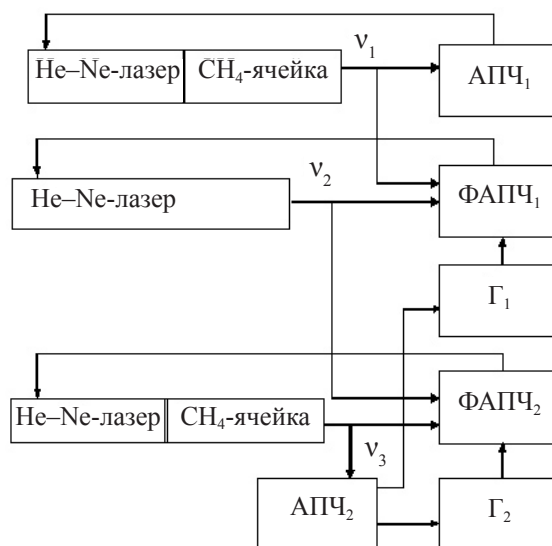 He–Ne-лазер CH₄-ячейка ν₁ АПЧ₁
He–Ne-лазер ν₂ ФАПЧ₁
Г₁
He–Ne-лазер CH₄-ячейка ν₃ ФАПЧ₂
АПЧ₂ Г₂